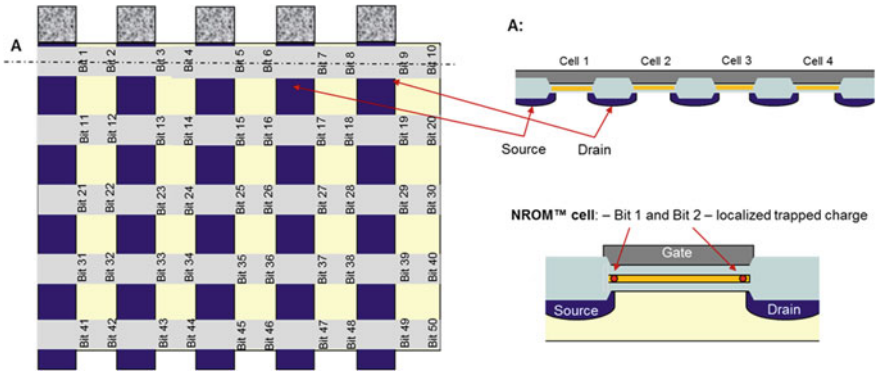 A
Bit 1 Bit 2 Bit 3 Bit 4 Bit 5 Bit 6 Bit 7 Bit 8 Bit 9 Bit 10
Bit 11 Bit 12 Bit 13 Bit 14 Bit 15 Bit 16 Bit 17 Bit 18 Bit 19 Bit 20
Bit 21 Bit 22 Bit 23 Bit 24 Bit 25 Bit 26 Bit 27 Bit 28 Bit 29 Bit 30
Bit 31 Bit 32 Bit 33 Bit 34 Bit 35 Bit 36 Bit 37 Bit 38 Bit 39 Bit 40
Bit 41 Bit 42 Bit 43 Bit 44 Bit 45 Bit 46 Bit 47 Bit 48 Bit 49 Bit 50
A:
Cell 1 Cell 2 Cell 3 Cell 4
Source Drain
NROM™ cell: – Bit 1 and Bit 2 – localized trapped charge
Gate
Source Drain